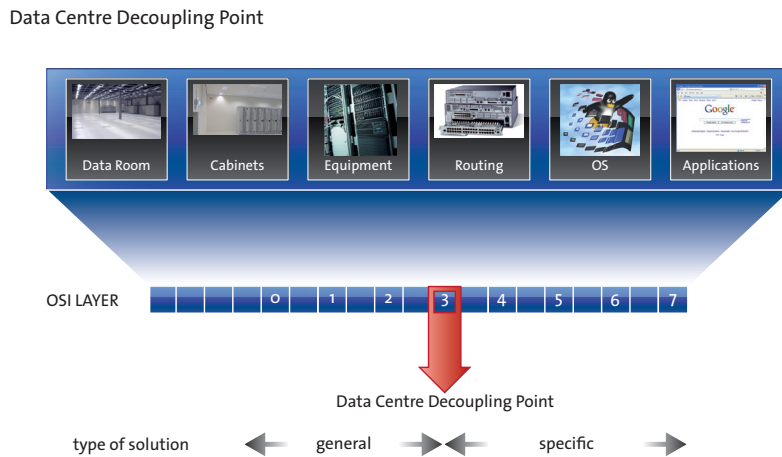 Data Centre Decoupling Point
Google
Data Room Cabinets Equipment Routing OS Applications
OSI LAYER 0 1 2 3 4 5 6 7
Data Centre Decoupling Point
type of solution general specific